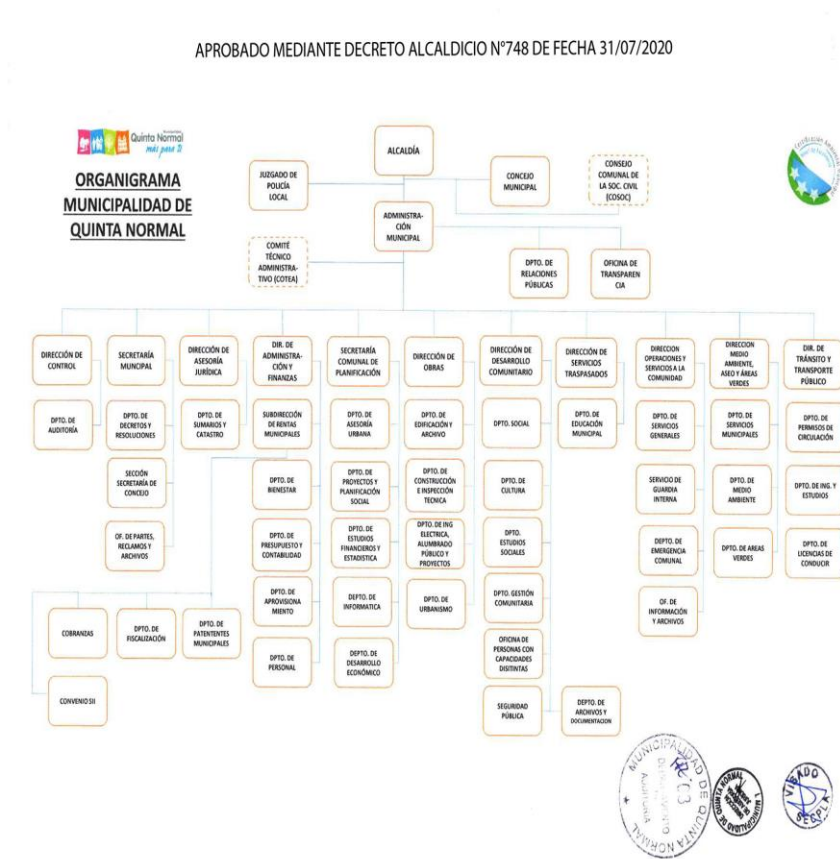 APROBADO MEDIANTE DECRETO ALCALDICIO N°748 DE FECHA 31/07/2020
Quinta Normal
más para ti
ORGANIGRAMA
MUNICIPALIDAD DE
QUINTA NORMAL
ALCALDÍA
JUZGADO DE
POLICÍA
LOCAL
CONCEJO
MUNICIPAL
CONSEJO
COMUNAL DE
LA SOC. CIVIL
(COSOC)
ADMINISTRA-
CIÓN
MUNICIPAL
COMITÉ
TÉCNICO
ADMINISTRA-
TIVO (COTEA)
DPTO. DE
RELACIONES
PÚBLICAS
OFICINA DE
TRANSPAREN
CIA
DIRECCIÓN DE
CONTROL
SECRETARÍA
MUNCIPAL
DIRECCIÓN DE
ASESORÍA
JURÍDICA
DIR. DE
ADMINISTRA-
CIÓN Y
FINANZAS
SECRETARÍA
COMUNAL DE
PLANIFICACIÓN
DIRECCIÓN DE
OBRAS
DIRECCIÓN DE
DESARROLLO
COMUNITARIO
DIRECCIÓN DE
SERVICIOS
TRASPASADOS
DIRECCION
OPERACIONES Y
SERVICIOS A LA
COMUNIDAD
DIRECCION
MEDIO
AMBIENTE,
ASEO Y ÁREAS
VERDES
DIR. DE
TRÁNSITO Y
TRANSPORTE
PÚBLICO
DPTO. DE
AUDITORÍA
DPTO. DE
DECRETOS Y
RESOLUCIONES
DPTO. DE
SUMARIOS Y
CATASTRO
SUBDIRECCIÓN
DE RENTAS
MUNICIPALES
DPTO. DE
ASESORÍA
URBANA
DPTO. DE
EDIFICACIÓN Y
ARCHIVO
DPTO. SOCIAL
DPTO. DE
EDUCACIÓN
MUNICIPAL
DPTO. DE
SERVICIOS
GENERALES
DPTO. DE
SERVICIOS
MUNICIPALES
DPTO. DE
PERMISOS DE
CIRCULACIÓN
SECCIÓN
SECRETARÍA DE
CONCEJO
DPTO. DE
BIENESTAR
DPTO. DE
PROYECTOS Y
PLANIFICACIÓN
SOCIAL
DPTO. DE
CONSTRUCCIÓN
E INSPECCIÓN
TECNICA
DPTO. DE
CULTURA
SERVICIO DE
GUARDIA
INTERNA
DPTO. DE
MEDIO
AMBIENTE
DPTO. DE ING. Y
ESTUDIOS
OF. DE PARTES,
RECLAMOS Y
ARCHIVOS
DPTO. DE
PRESUPUESTO Y
CONTABILIDAD
DPTO. DE
ESTUDIOS
FINANCIEROS Y
ESTADISTICA
DPTO. DE ING
ELECTRICA,
ALUMBRADO
PÚBLICO Y
PROYECTOS
DPTO.
ESTUDIOS
SOCIALES
DEPTO. DE
EMERGENCIA
COMUNAL
DPTO. DE AREAS
VERDES
DPTO. DE
LICENCIAS DE
CONDUCIR
COBRANZAS
DPTO. DE
FISCALIZACIÓN
DPTO. DE
PATENTENTES
MUNICIPALES
DPTO. DE
APROVISIONA
MIENTO
DEPTO. DE
INFORMATICA
DPTO. DE
URBANISMO
DPTO. GESTIÓN
COMUNITARIA
OF. DE
INFORMACIÓN
Y ARCHIVOS
DPTO. DE
PERSONAL
DEPTO. DE
DESARROLLO
ECONÓMICO
OFICINA DE
PERSONAS CON
CAPACIDADES
DISITINTAS
CONVENIO SII
SEGURIDAD
PÚBLICA
DEPTO. DE
ARCHIVOS Y
DOCUMENTACION
MUNICIPALIDAD DE QUINTA NORMAL
DEPARTAMENTO
AUDITORIA
I. MUNICIPALIDAD DE QUINTA NORMAL
VISADO
SECPLA